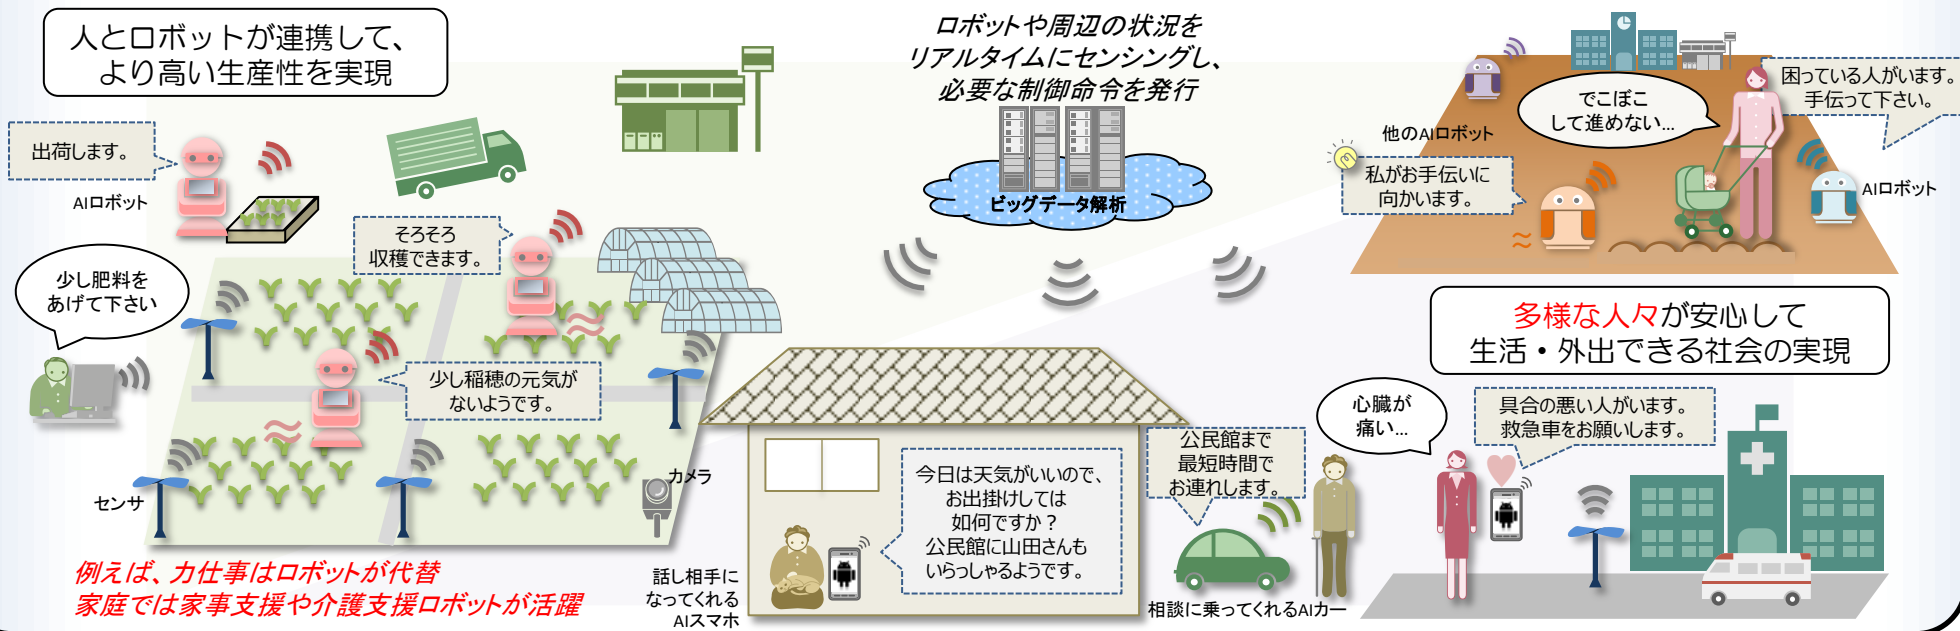 人とロボットが連携して、
より高い生産性を実現
出荷します。
AIロボット
そろそろ
収穫できます。
少し肥料を
あげて下さい
少し稲穂の元気が
ないようです。
センサ
カメラ
例えば、力仕事はロボットが代替
家庭では家事支援や介護支援ロボットが活躍
ロボットや周辺の状況を
リアルタイムにセンシングし、
必要な制御命令を発行
ビッグデータ解析
今日は天気がいいので、
お出掛けしては
如何ですか？
公民館に山田さんも
いらっしゃるようです。
話し相手に
なってくれる
AIスマホ
公民館まで
最短時間で
お連れします。
相談に乗ってくれるAIカー
困っている人がいます。
手伝って下さい。
でこぼこ
して進めない…
他のAIロボット
私がお手伝いに
向かいます。
AIロボット
多様な人々が安心して
生活・外出できる社会の実現
心臓が
痛い…
具合の悪い人がいます。
救急車をお願いします。